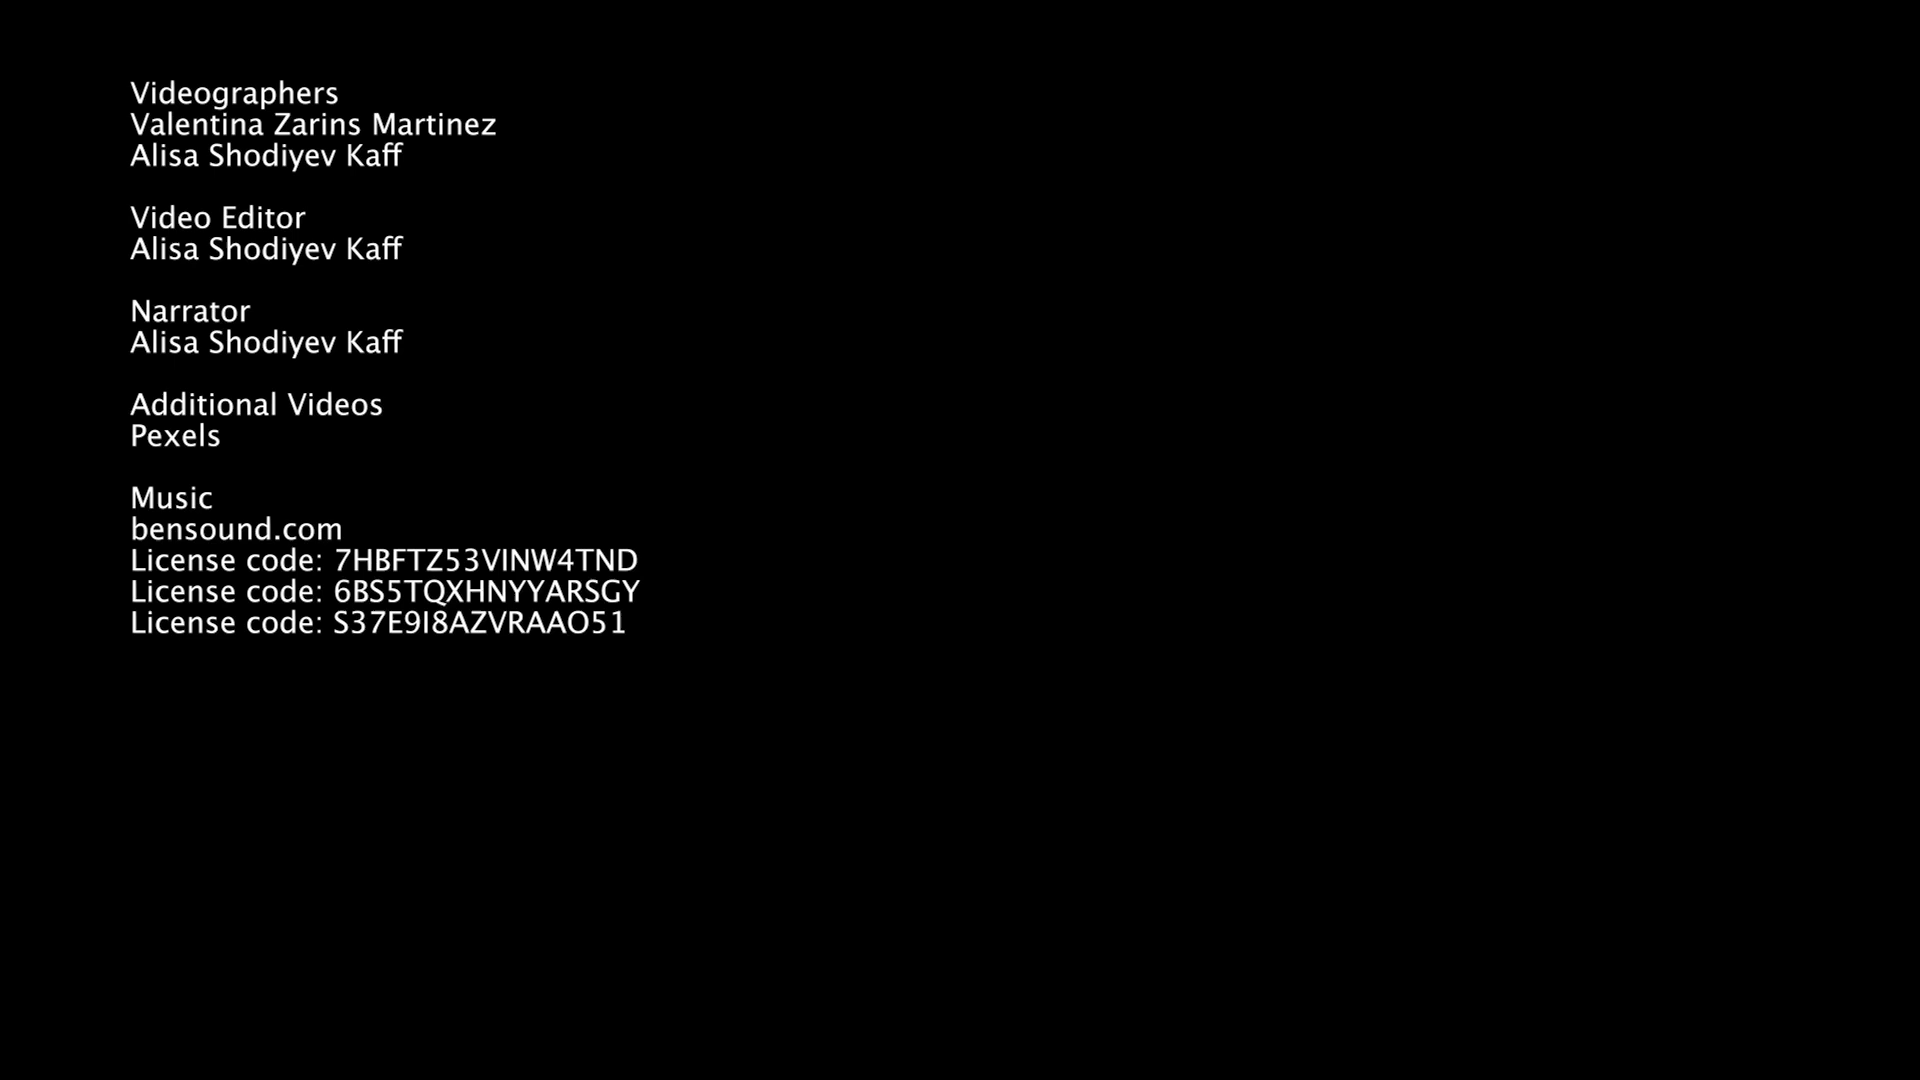 Videographers
Valentina Zarins Martinez
Alisa Shodiyev Kaff
Video Editor
Alisa Shodiyev Kaff
Narrator
Alisa Shodiyev Kaff
Additional Videos
Pexels
Music
bensound.com
License code: 7HBFTZ53VINW4TND
License code: 6BS5TQXHNYYARSGY
License code: S37E9I8AZVRAAO51